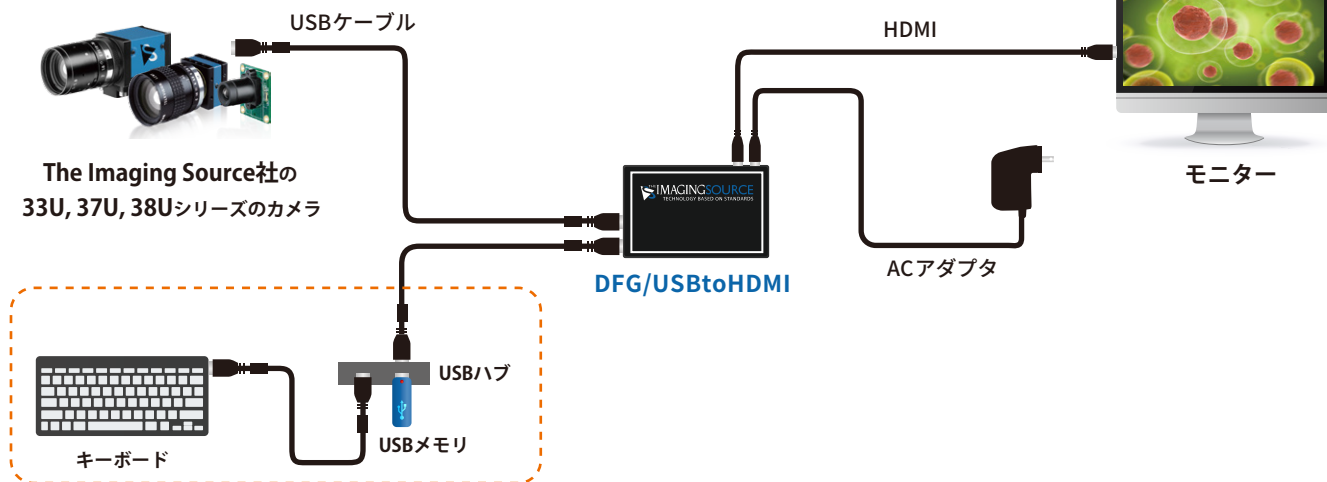 USBケーブル
HDMI
The Imaging Source社の
33U, 37U, 38Uシリーズのカメラ
モニター
THE IMAGINGSOURCE
TECHNOLOGY BASED ON STANDARDS
ACアダプタ
DFG/USBtoHDMI
USBハブ
USBメモリ
キーボード